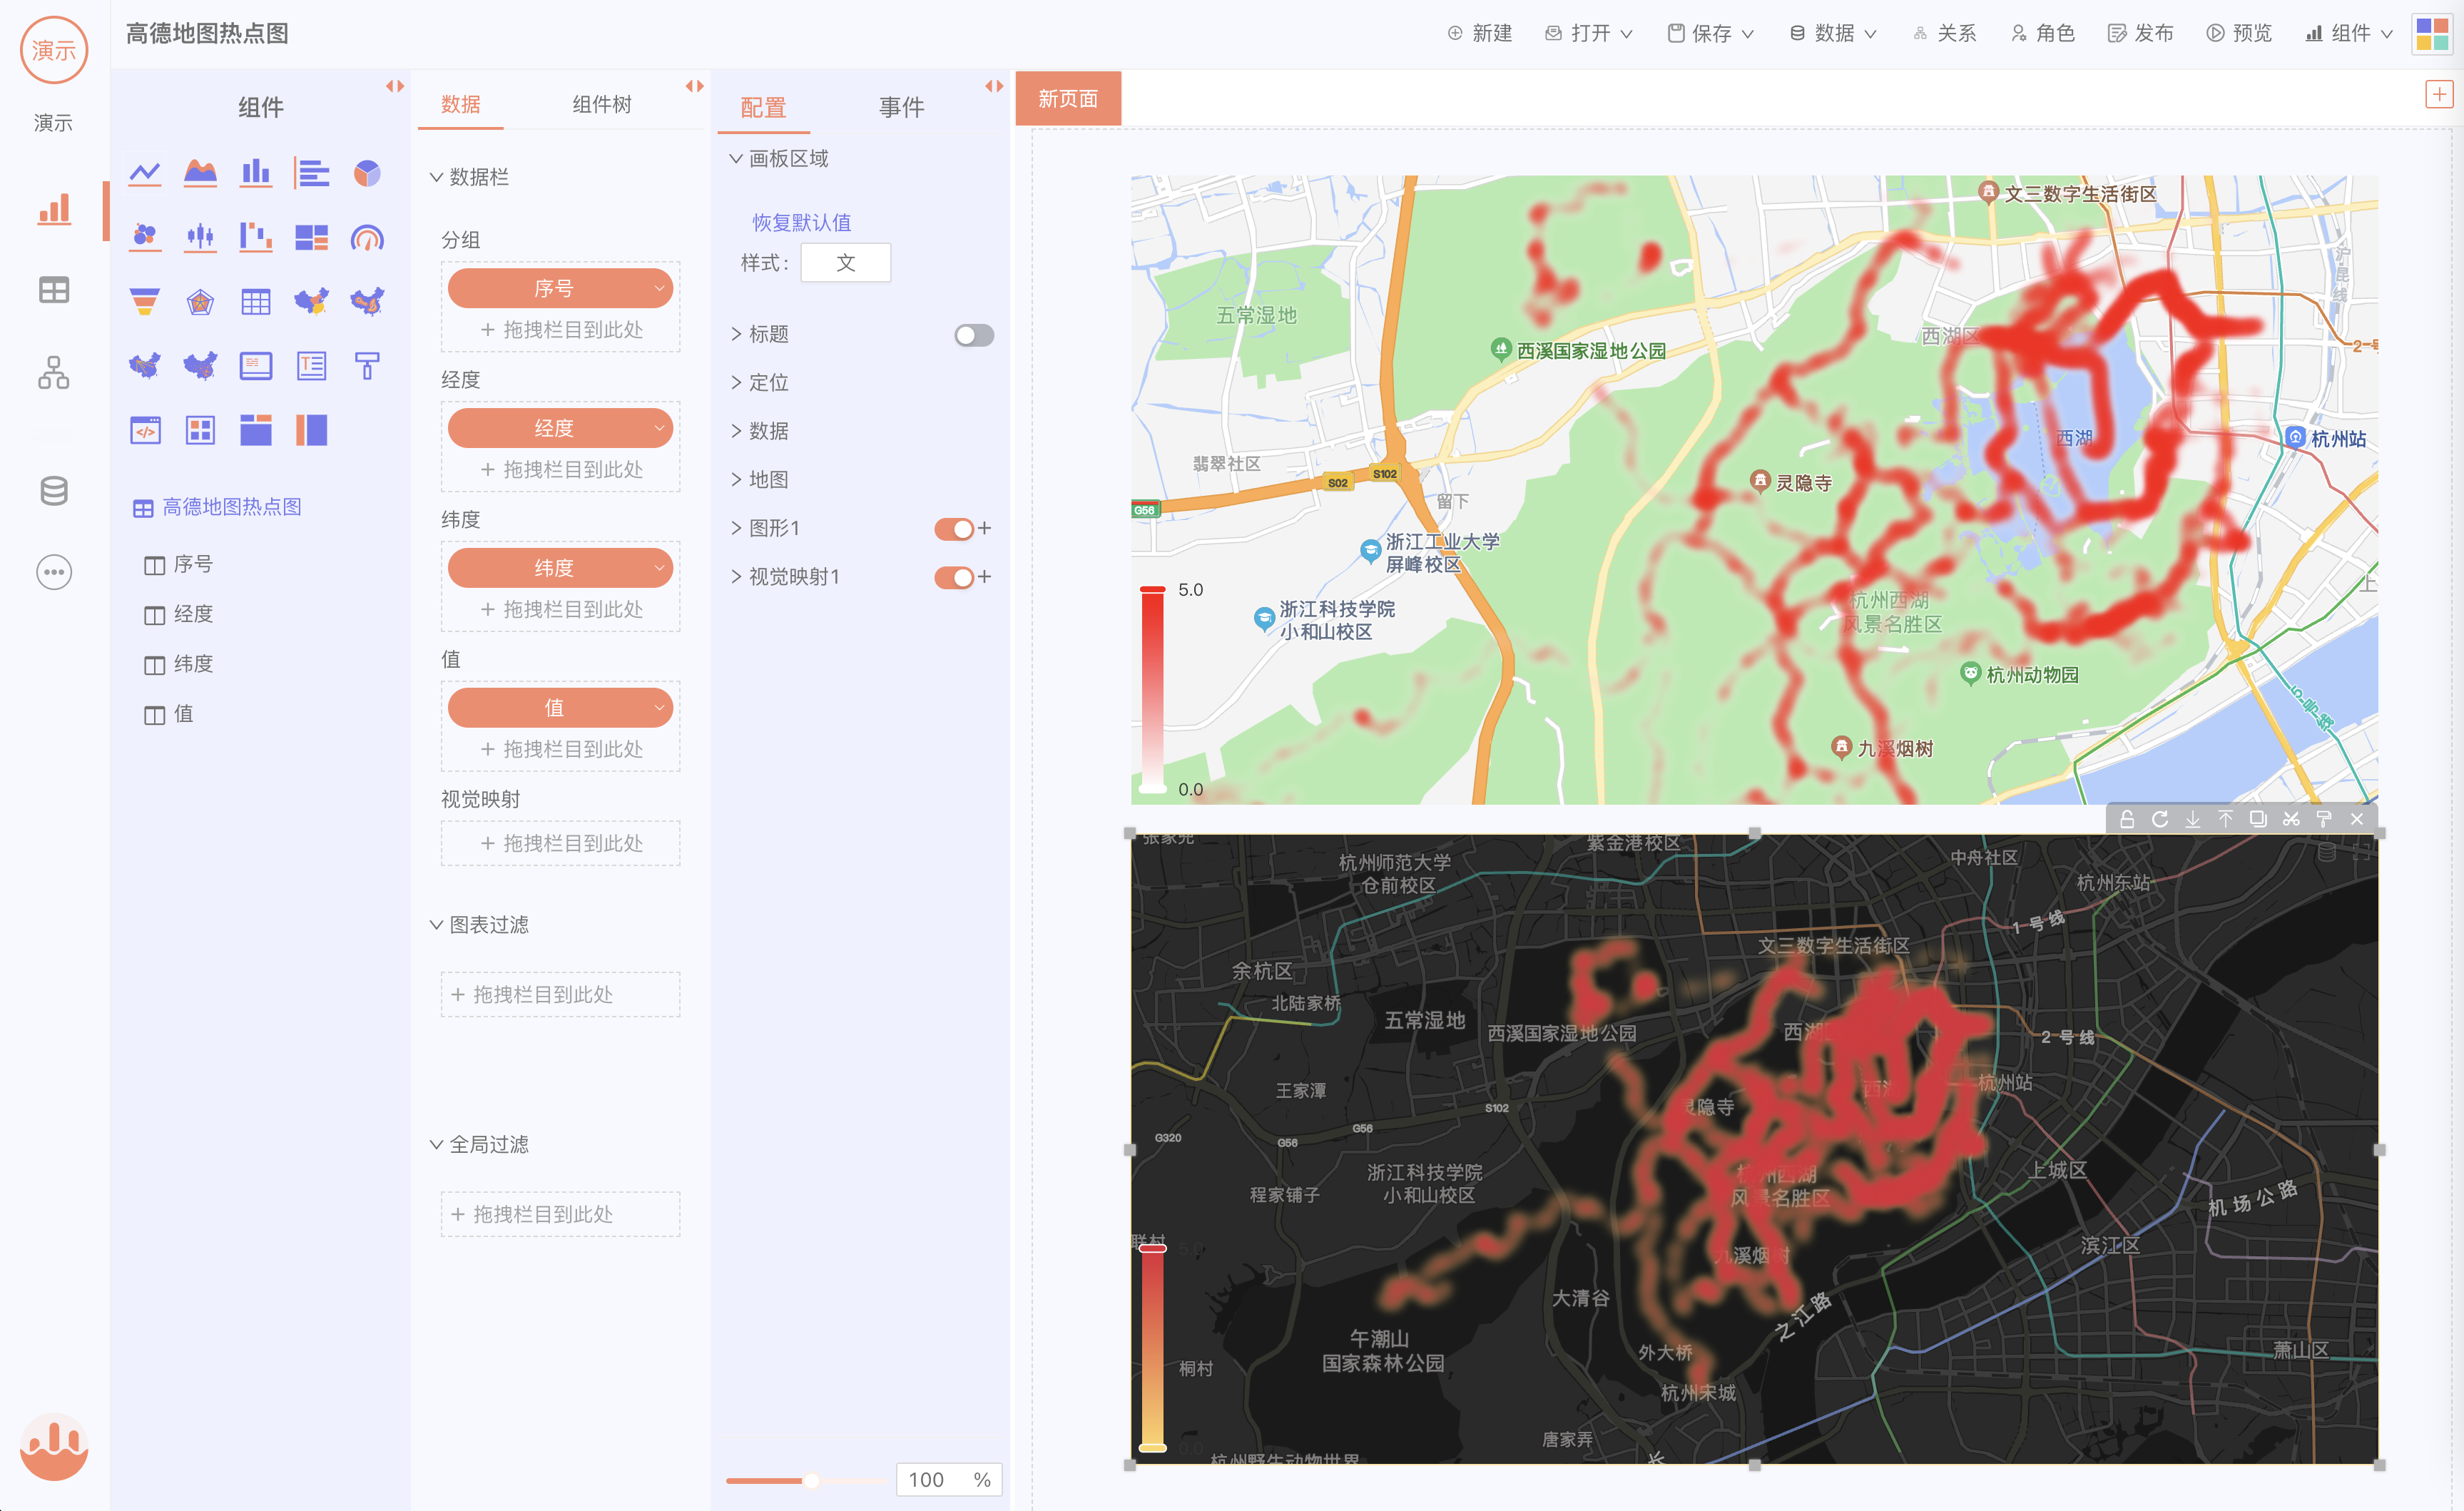 演示
演示
高德地图热点图
新建
打开
保存
数据
关系
角色
发布
预览
组件
组件
高德地图热点图
序号
经度
纬度
值
数据
组件树
数据栏
分组
序号
+ 拖拽栏目到此处
经度
经度
+ 拖拽栏目到此处
纬度
纬度
+ 拖拽栏目到此处
值
值
+ 拖拽栏目到此处
视觉映射
+ 拖拽栏目到此处
图表过滤
+ 拖拽栏目到此处
全局过滤
+ 拖拽栏目到此处
配置
事件
画板区域
恢复默认值
样式：
文
标题
定位
数据
地图
图形1
视觉映射1
100 %
新页面
文三数字生活街区
沪昆线
五常湿地
西溪国家湿地公园
西湖区
2号
西湖
杭州站
翡翠社区
S102
S02
灵隐寺
留下
G56
浙江工业大学
屏峰校区
上
5.0
浙江科技学院
小和山校区
杭州西湖
风景名胜区
杭州动物园
5号线
九溪烟树
0.0
张家兜
紫金港校区
杭州师范大学
仓前校区
中舟社区
杭州东站
1号线
文三数字生活街区
余杭区
北陆家桥
五常湿地
西溪国家湿地公园
西湖
2号线
王家潭
杭州站
西湖
灵隐寺
S102
G320
G56
G56
浙江科技学院
小和山校区
程家铺子
杭州西湖
风景名胜区
上城区
机场公路
联村
5.0
九溪烟树
滨江区
大清谷
之江路
午潮山
国家森林公园
外大桥
萧山区
桐村
杭州宋城
唐家弄
0.0
杭州野生动物世界
长